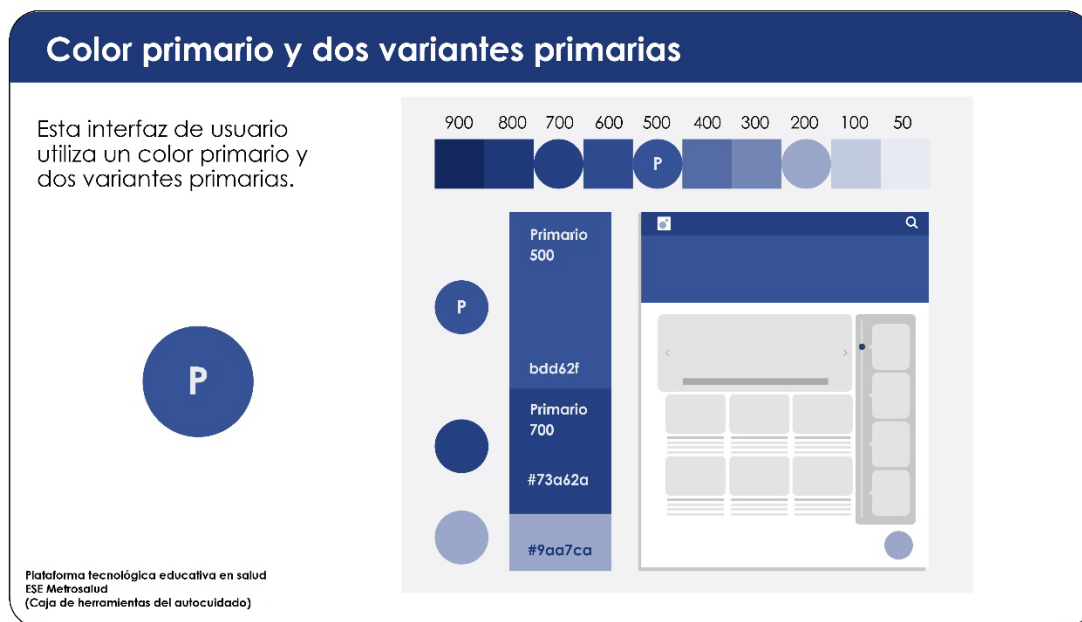 Color primario y dos variantes primarias
Esta interfaz de usuario
utiliza un color primario y
dos variantes primarias.
P
Plataforma tecnológica educativa en salud
ESE Metrosalud
(Caja de herramientas del autocuidado)
900 800 700 600 500 400 300 200 100 50
P
P
Primario
500
bdd62f
Primario
700
#73a62a
#9aa7ca